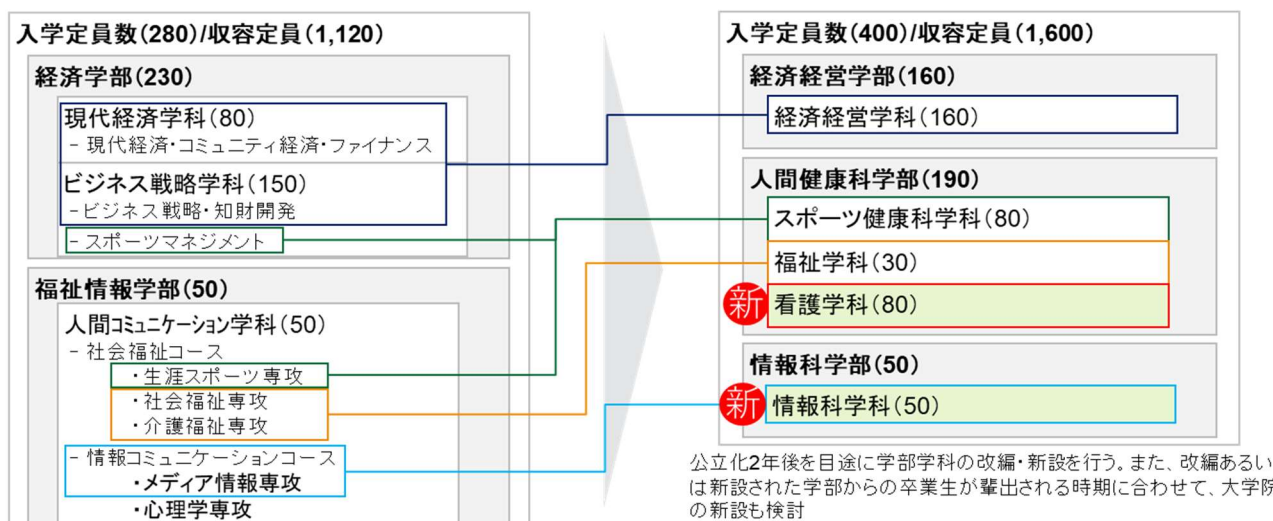 入学定員数(280)/収容定員(1,120)
経済学部(230)
現代経済学科(80)
- 現代経済・コミュニティ経済・ファイナンス
ビジネス戦略学科(150)
-ビジネス戦略・知財開発
- スポーツマネジメント
福祉情報学部(50)
人間コミュニケーション学科(50)
- 社会福祉コース
・生涯スポーツ専攻
・社会福祉専攻
・介護福祉専攻
- 情報コミュニケーションコース
・メディア情報専攻
・心理学専攻
入学定員数(400)/収容定員(1,600)
経済経営学部(160)
経済経営学科(160)
人間健康科学部(190)
スポーツ健康科学科(80)
福祉学科(30)
新 看護学科(80)
情報科学部(50)
新 情報科学科(50)
公立化2年後を目途に学部学科の改編・新設を行う。また、改編あるい
は新設された学部からの卒業生が輩出される時期に合わせて、大学院
の新設も検討